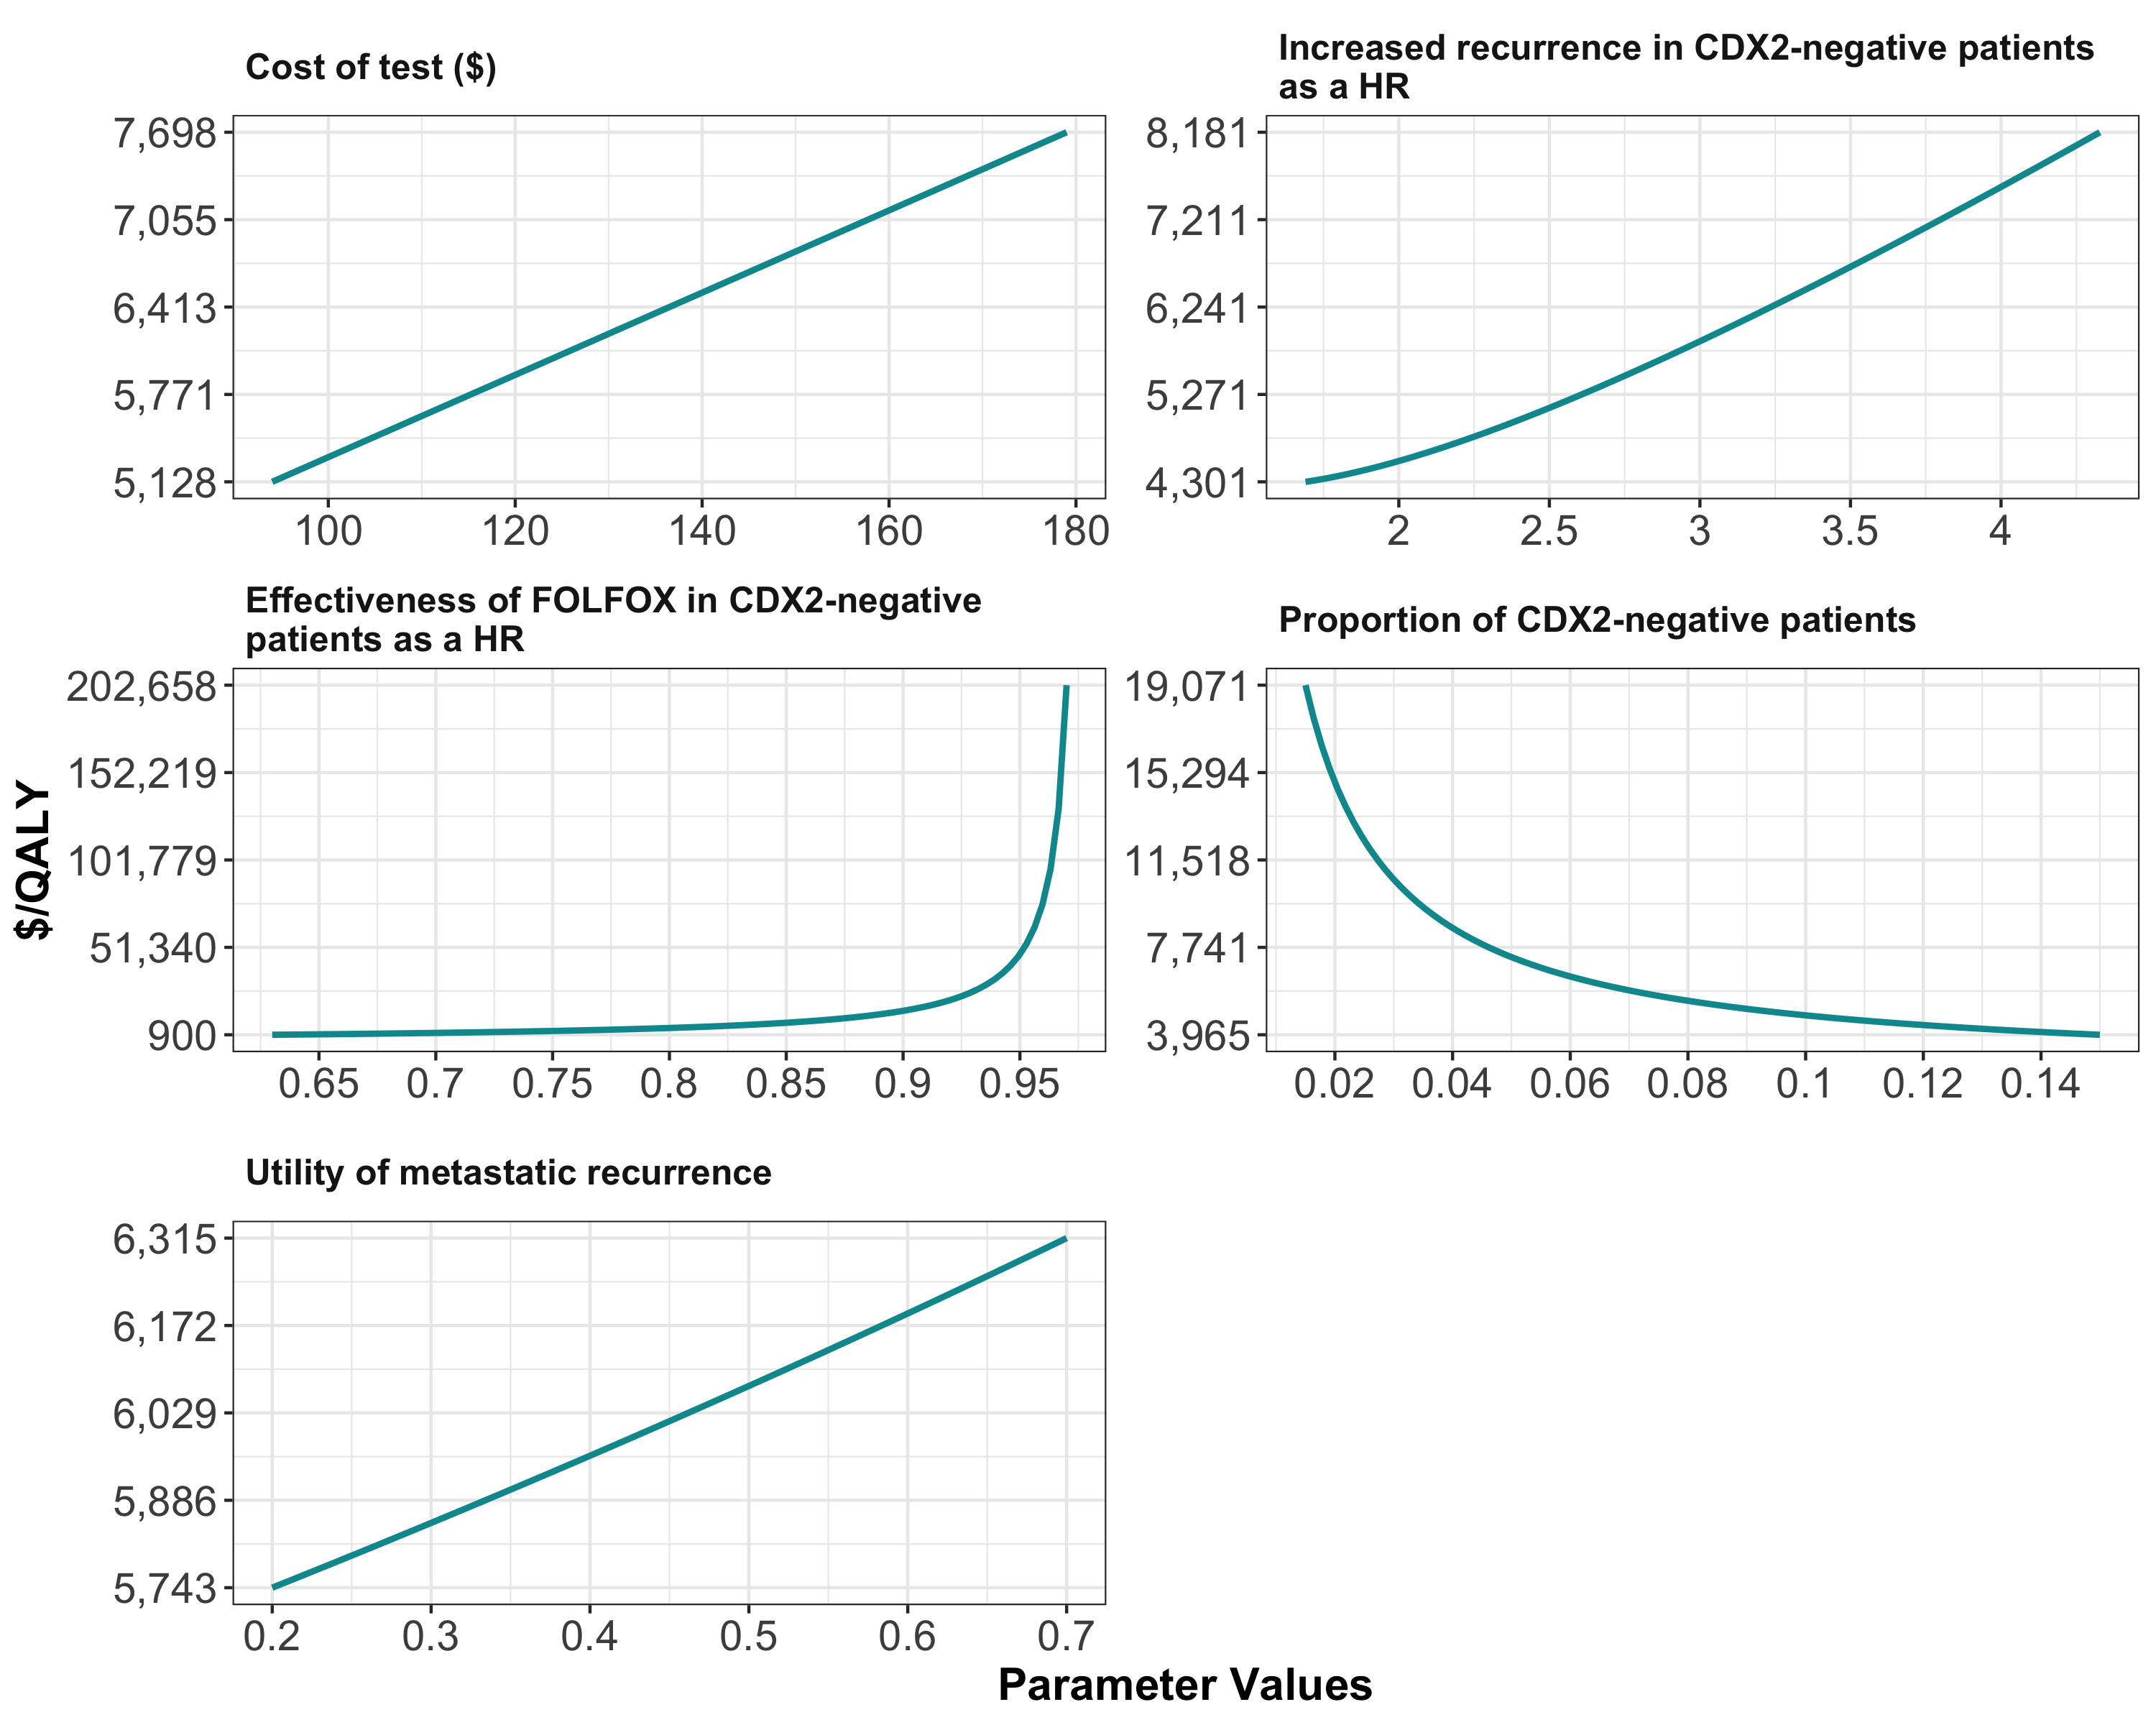 Cost of test ($)
7,698
7,055
6,413
5,771
5,128
100 120 140 160 180
Increased recurrence in CDX2-negative patients
as a HR
8,181
7,211
6,241
5,271
4,301
2 2.5 3 3.5 4
Effectiveness of FOLFOX in CDX2-negative
patients as a HR
202,658
152,219
101,779
51,340
900
0.65 0.7 0.75 0.8 0.85 0.9 0.95
Proportion of CDX2-negative patients
19,071
15,294
11,518
7,741
3,965
0.02 0.04 0.06 0.08 0.1 0.12 0.14
Utility of metastatic recurrence
6,315
6,172
6,029
5,886
5,743
0.2 0.3 0.4 0.5 0.6 0.7
$/QALY
Parameter Values